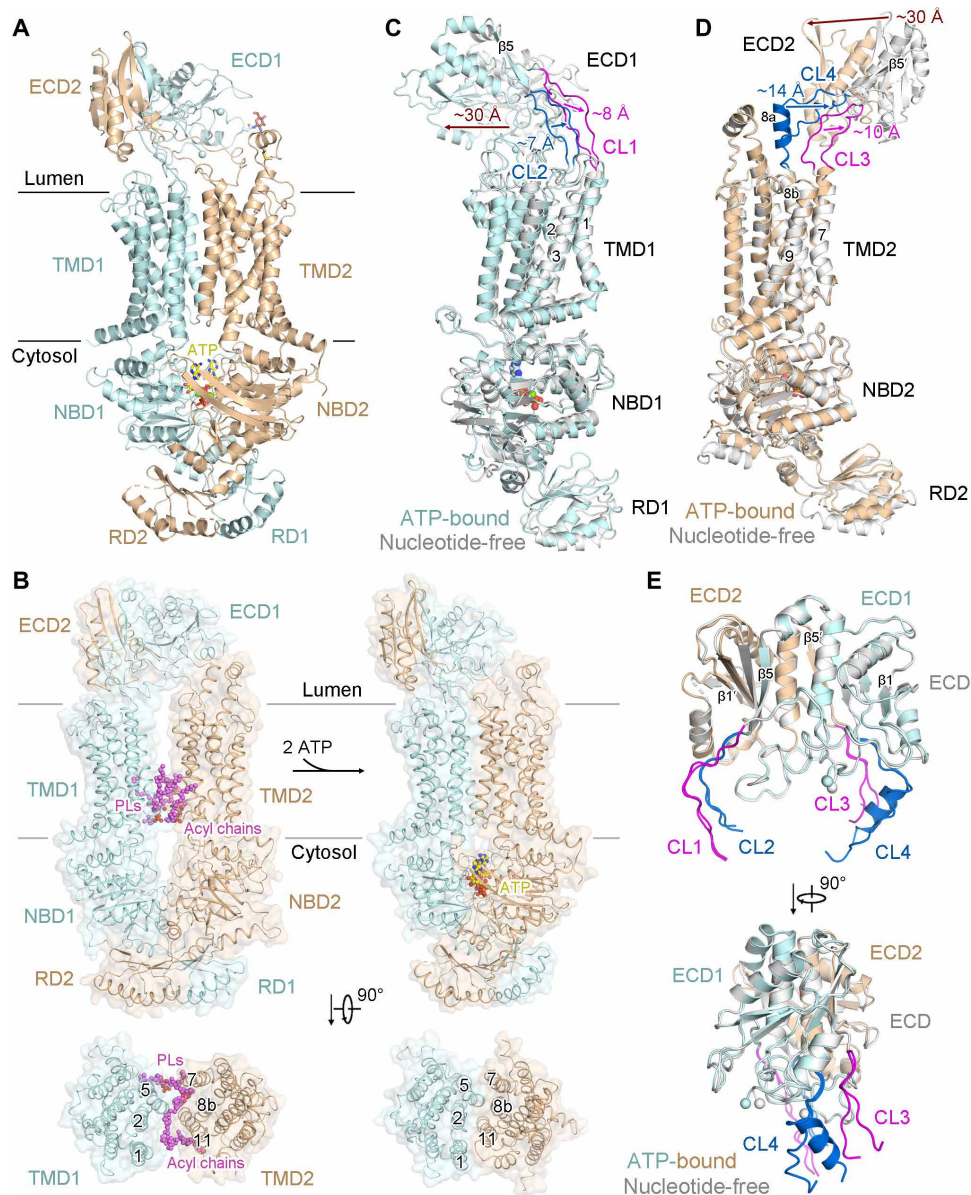 A
ECD2
ECD1
Lumen
TMD1
TMD2
Cytosol
ATP
NBD1
NBD2
RD2
RD1
C
β5
ECD1
~30 Å
~8 Å
~7 Å
CL1
CL2
1
2
3
TMD1
NBD1
RD1
ATP-bound
Nucleotide-free
D
~30 Å
ECD2
β5′
CL4
~14 Å
8a
~10 Å
CL3
8b
7
9
TMD2
NBD2
RD2
ATP-bound
Nucleotide-free
B
ECD2
ECD1
Lumen
2 ATP
TMD1
TMD2
PLs
Acyl chains
Cytosol
NBD1
NBD2
ATP
RD2
RD1
90°
PLs
5
7
2
8b
1
11
TMD1
Acyl chains
TMD2
5
7
2
8b
11
1
E
ECD2
ECD1
β5′
β5
β1′
β1
ECD
CL3
CL1
CL2
CL4
90°
ECD1
ECD2
ECD
CL3
CL4
ATP-bound
Nucleotide-free